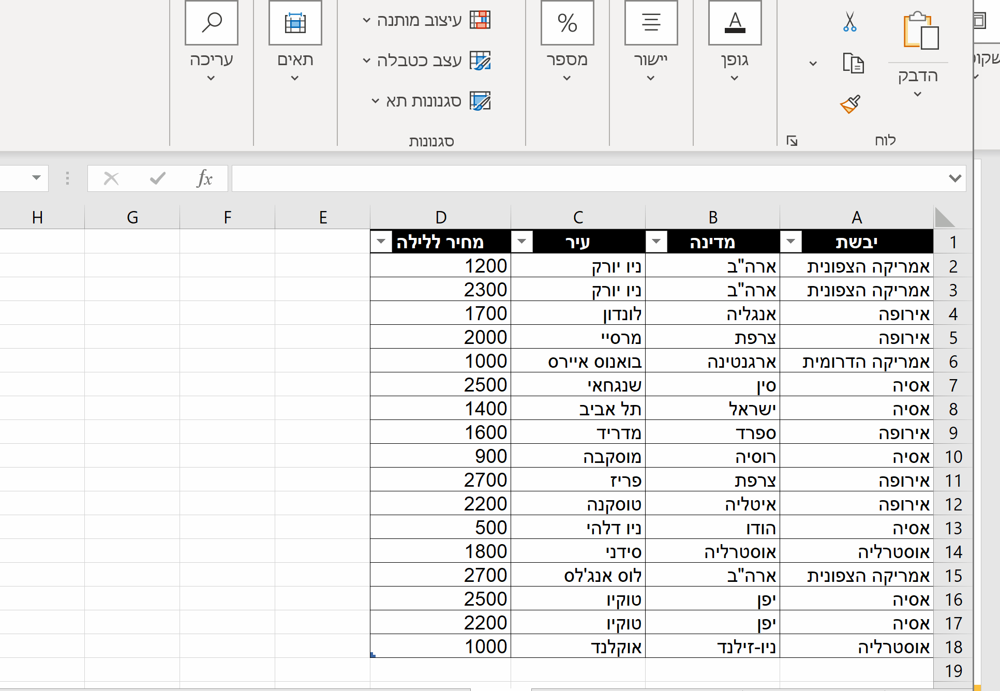 עיצוב מותנה
עצב כטבלה
סגנונות תא
סגנונות
הדבק
לוח
גופן
יישור
מספר
תאים
עריכה
fx
A B C D E F G H
1 יבשת מדינה עיר מחיר ללילה
2 אמריקה הצפונית ארה"ב ניו יורק 1200
3 אמריקה הצפונית ארה"ב ניו יורק 2300
4 אירופה אנגליה לונדון 1700
5 אירופה צרפת מרסיי 2000
6 אמריקה הדרומית ארגנטינה בואנוס איירס 1000
7 אסיה סין שנגחאי 2500
8 אסיה ישראל תל אביב 1400
9 אירופה ספרד מדריד 1600
10 אסיה רוסיה מוסקבה 900
11 אירופה צרפת פריז 2700
12 אירופה איטליה טוסקנה 2200
13 אסיה הודו ניו דלהי 500
14 אוסטרליה אוסטרליה סידני 1800
15 אמריקה הצפונית ארה"ב לוס אנג'לס 2700
16 אסיה יפן טוקיו 2500
17 אסיה יפן טוקיו 2200
18 אוסטרליה ניו-זילנד אוקלנד 1000
19